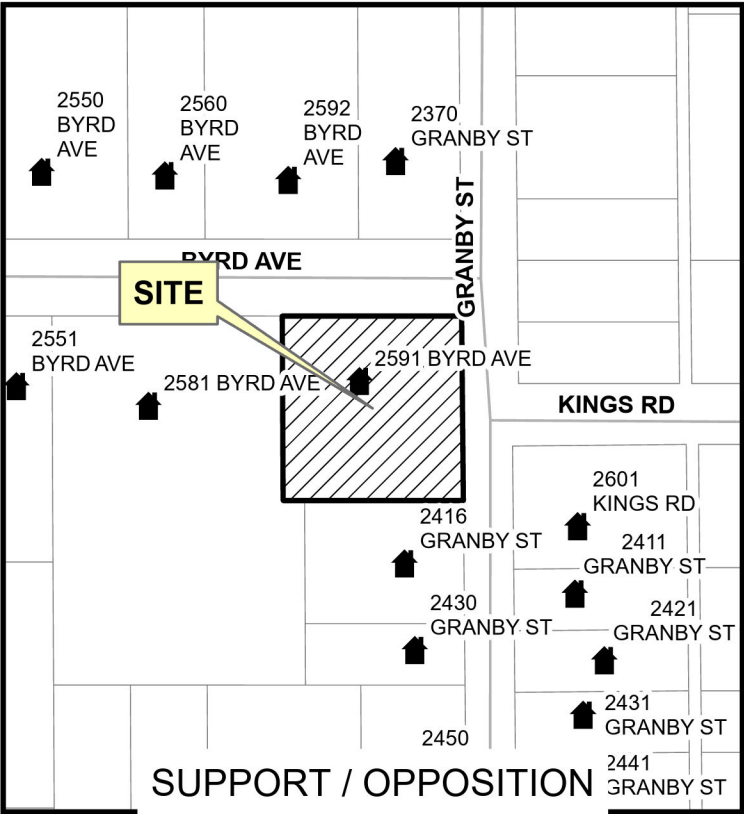 2550
BYRD
AVE
2560
BYRD
AVE
2592
BYRD
AVE
2370
GRANBY ST
GRANBY ST
BYRD AVE
SITE
2551
BYRD AVE
2581 BYRD AVE
2591 BYRD AVE
KINGS RD
2416
GRANBY ST
2601
KINGS RD
2411
GRANBY ST
2430
GRANBY ST
2421
GRANBY ST
2431
GRANBY ST
2450
2441
GRANBY ST
SUPPORT / OPPOSITION